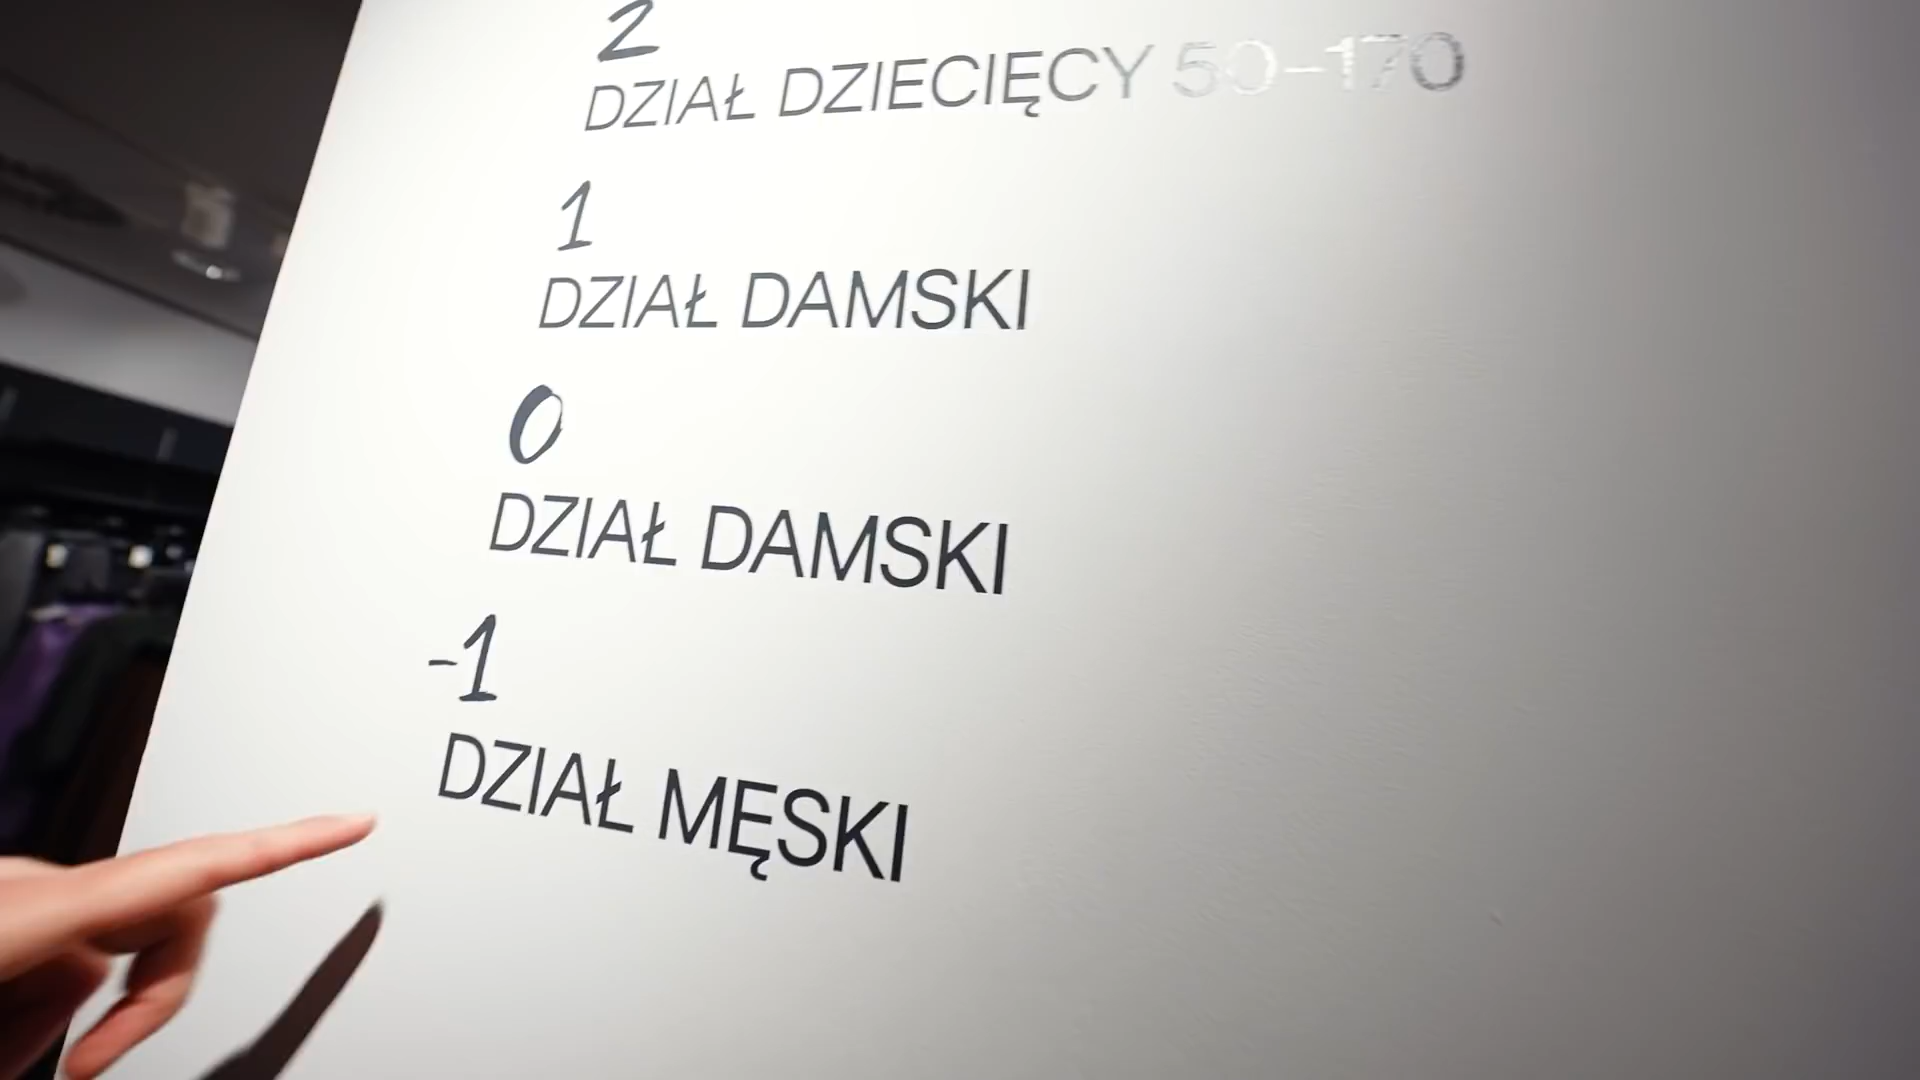 2
DZIAŁ DZIECIĘCY 50–170
1
DZIAŁ DAMSKI
0
DZIAŁ DAMSKI
-1
DZIAŁ MĘSKI